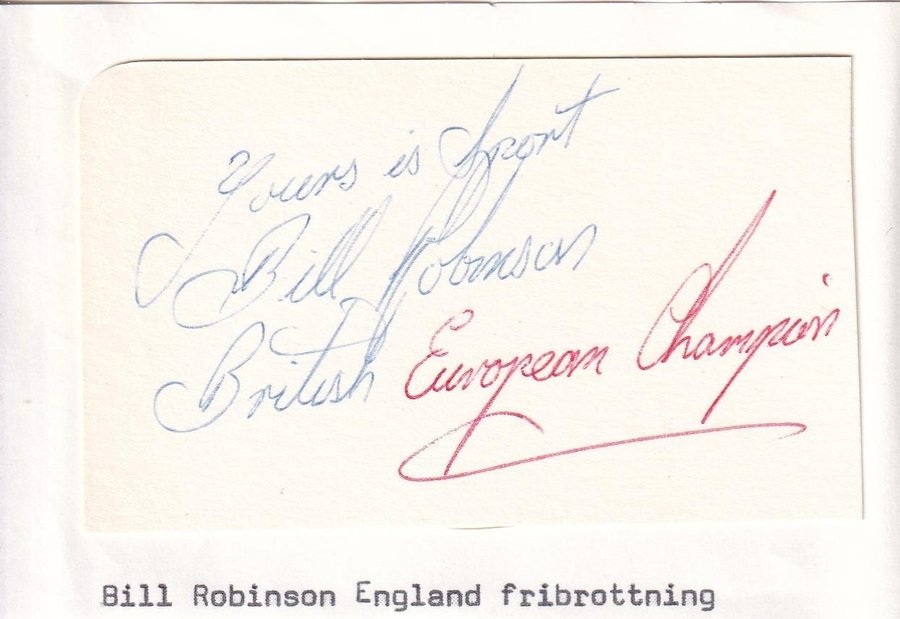 Yours is Sport
Bill Robinson
British European Champion
Bill Robinson England fribrottning